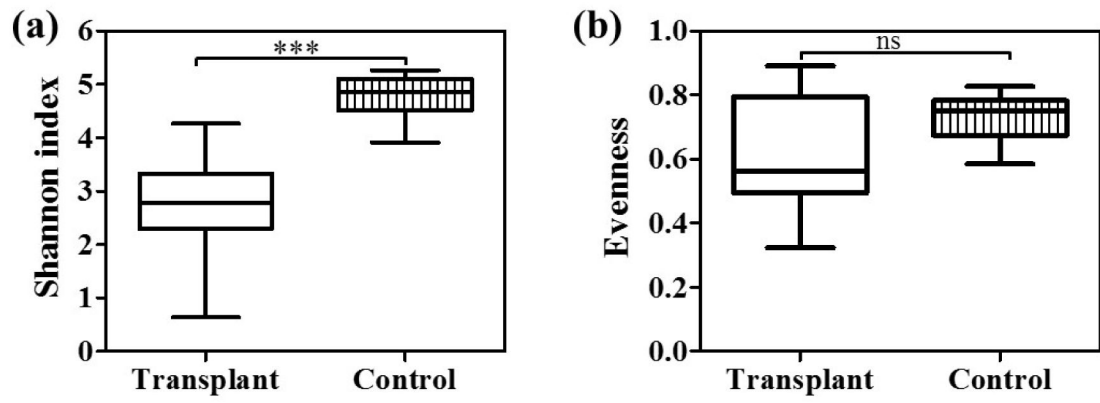 (a)
Shannon index
6
5
4
3
2
1
0
***
Transplant Control
(b)
Evenness
1.0
0.8
0.6
0.4
0.2
0.0
ns
Transplant Control